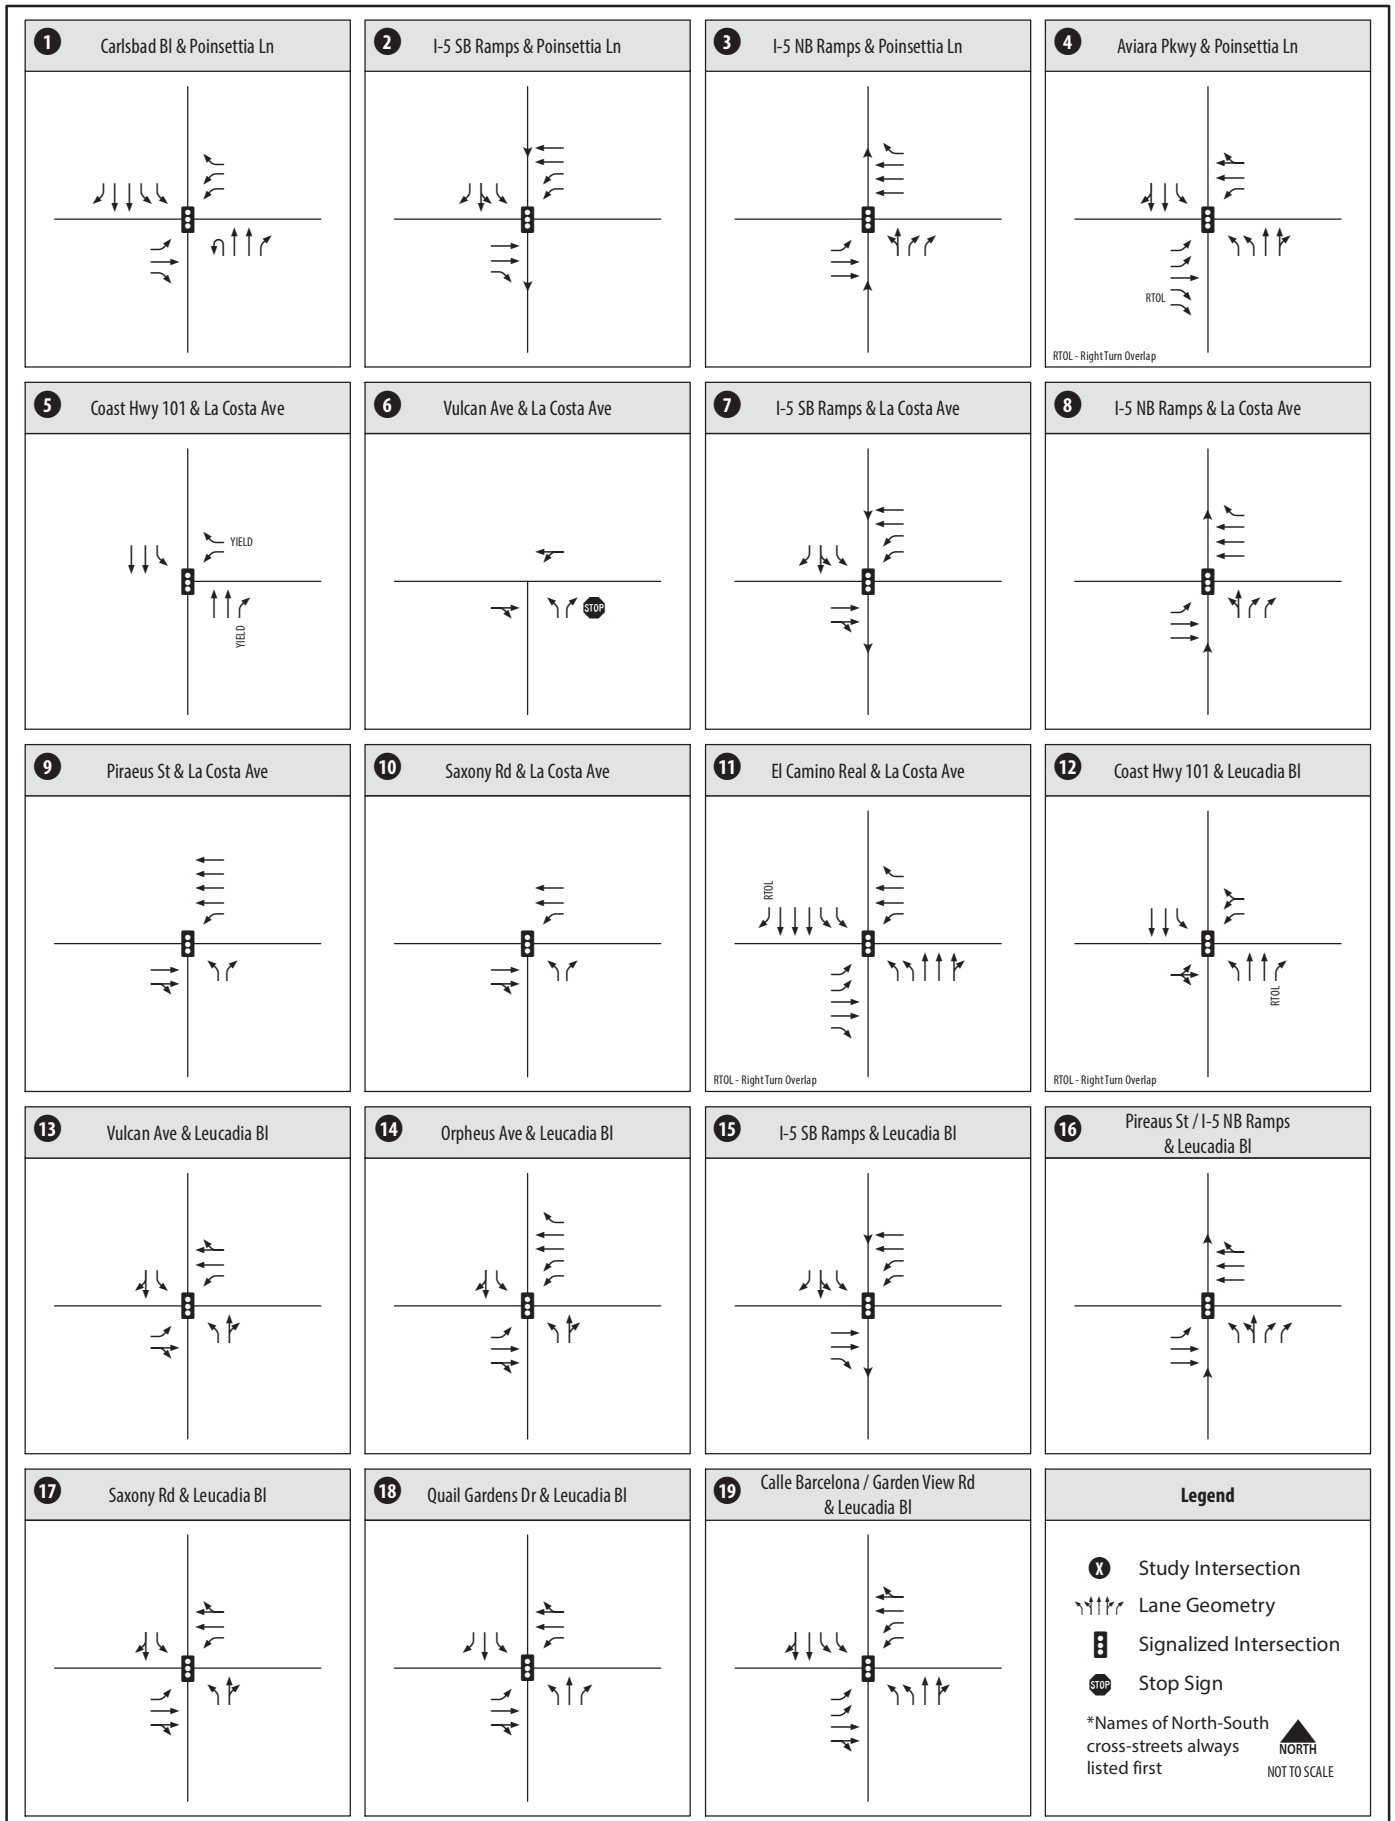 1 Carlsbad Bl & Poinsettia Ln
2 I-5 SB Ramps & Poinsettia Ln
3 I-5 NB Ramps & Poinsettia Ln
4 Aviara Pkwy & Poinsettia Ln
RTOL
RTOL - Right Turn Overlap
5 Coast Hwy 101 & La Costa Ave
YIELD
YIELD
6 Vulcan Ave & La Costa Ave
STOP
7 I-5 SB Ramps & La Costa Ave
8 I-5 NB Ramps & La Costa Ave
9 Piraeus St & La Costa Ave
10 Saxony Rd & La Costa Ave
11 El Camino Real & La Costa Ave
RTOL
RTOL - Right Turn Overlap
12 Coast Hwy 101 & Leucadia Bl
RTOL
RTOL - Right Turn Overlap
13 Vulcan Ave & Leucadia Bl
14 Orpheus Ave & Leucadia Bl
15 I-5 SB Ramps & Leucadia Bl
16 Pireaus St / I-5 NB Ramps
& Leucadia Bl
17 Saxony Rd & Leucadia Bl
18 Quail Gardens Dr & Leucadia Bl
19 Calle Barcelona / Garden View Rd
& Leucadia Bl
Legend
X Study Intersection
Lane Geometry
Signalized Intersection
STOP Stop Sign
*Names of North-South
cross-streets always
listed first
NORTH
NOT TO SCALE